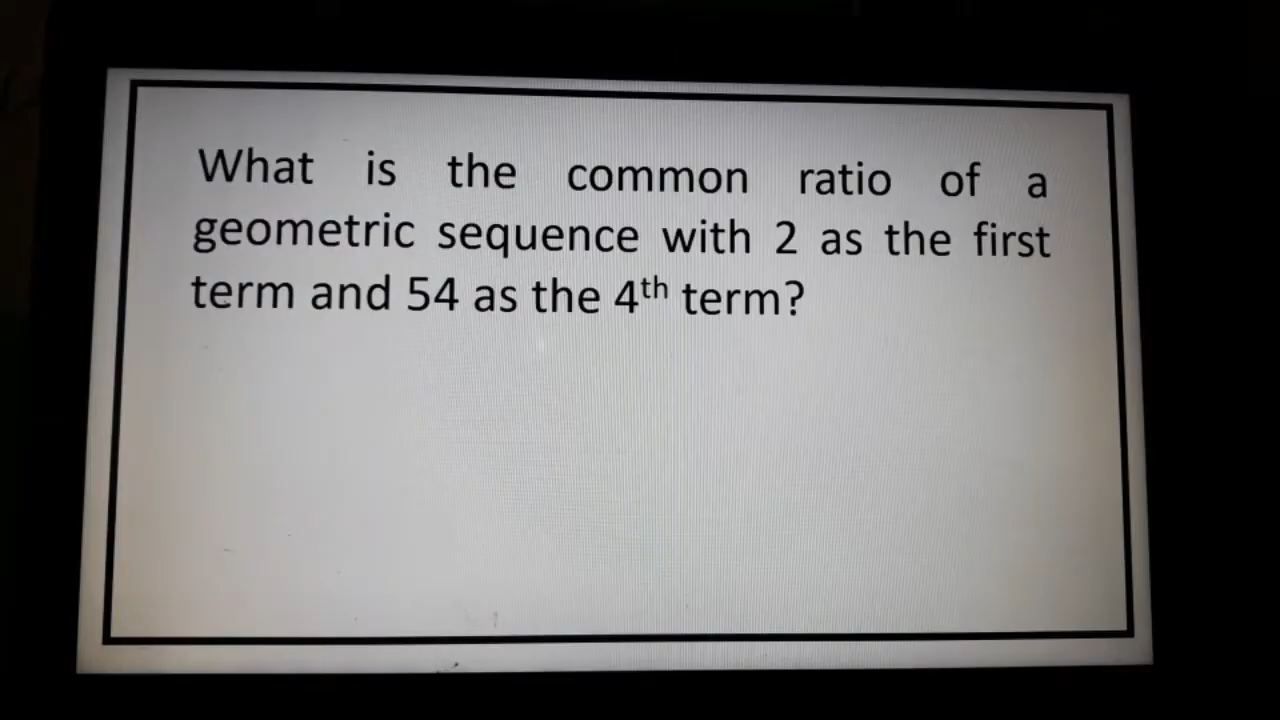 What is the common ratio of a
geometric sequence with 2 as the first
term and 54 as the 4th term?